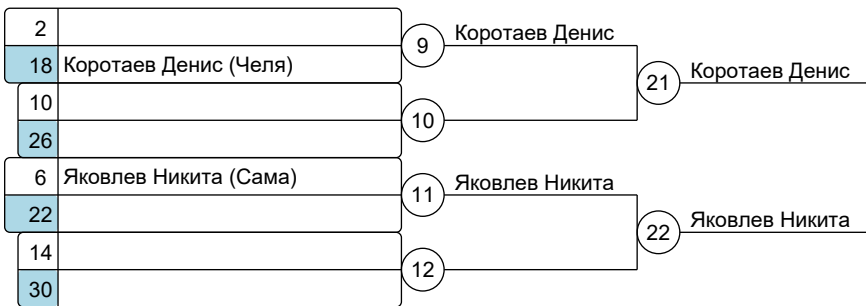 2
9 Коротаев Денис
18 Коротаев Денис (Челя)
21 Коротаев Денис
10
10
26
6 Яковлев Никита (Сама)
11 Яковлев Никита
22
22 Яковлев Никита
14
12
30